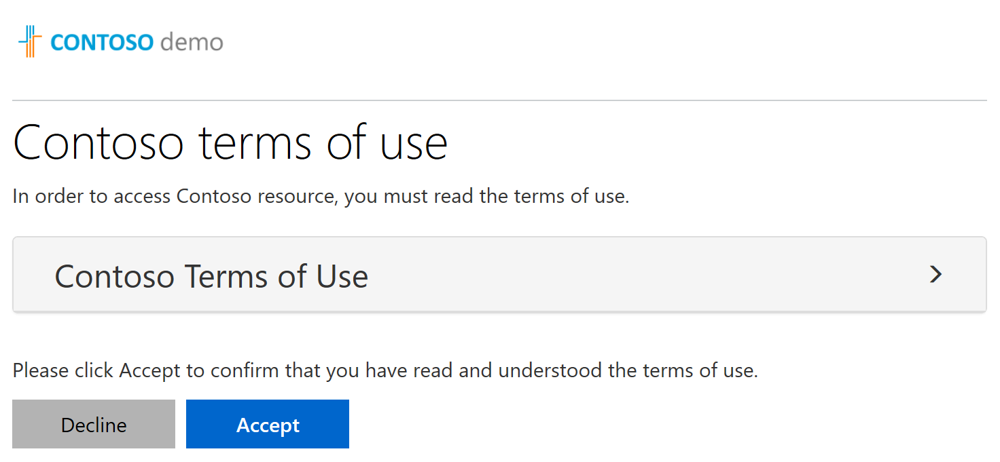 CONTOSO demo
Contoso terms of use
In order to access Contoso resource, you must read the terms of use.
Contoso Terms of Use
Please click Accept to confirm that you have read and understood the terms of use.
Decline Accept